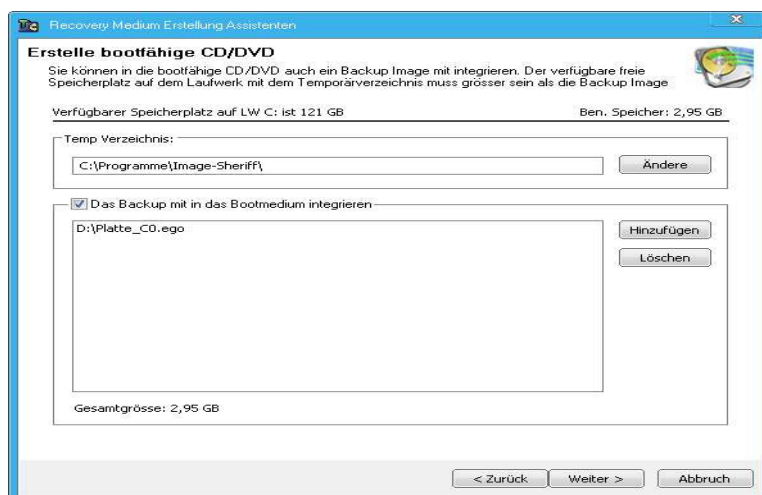 Recovery Medium Erstellung Assistenten
Erstelle bootfähige CD/DVD
Sie können in die bootfähige CD/DVD auch ein Backup Image mit integrieren. Der verfügbare freie
Speicherplatz auf dem Laufwerk mit dem Temporärverzeichnis muss grösser sein als die Backup Image
Verfügbarer Speicherplatz auf LW C: ist 121 GB
Ben. Speicher: 2,95 GB
Temp Verzeichnis:
C:\Programme\Image-Sheriff\
Ändere
Das Backup mit in das Bootmedium integrieren
D:\Platte_C0.ego
Hinzufügen
Löschen
Gesamtgrösse: 2,95 GB
< Zurück
Weiter >
Abbruch